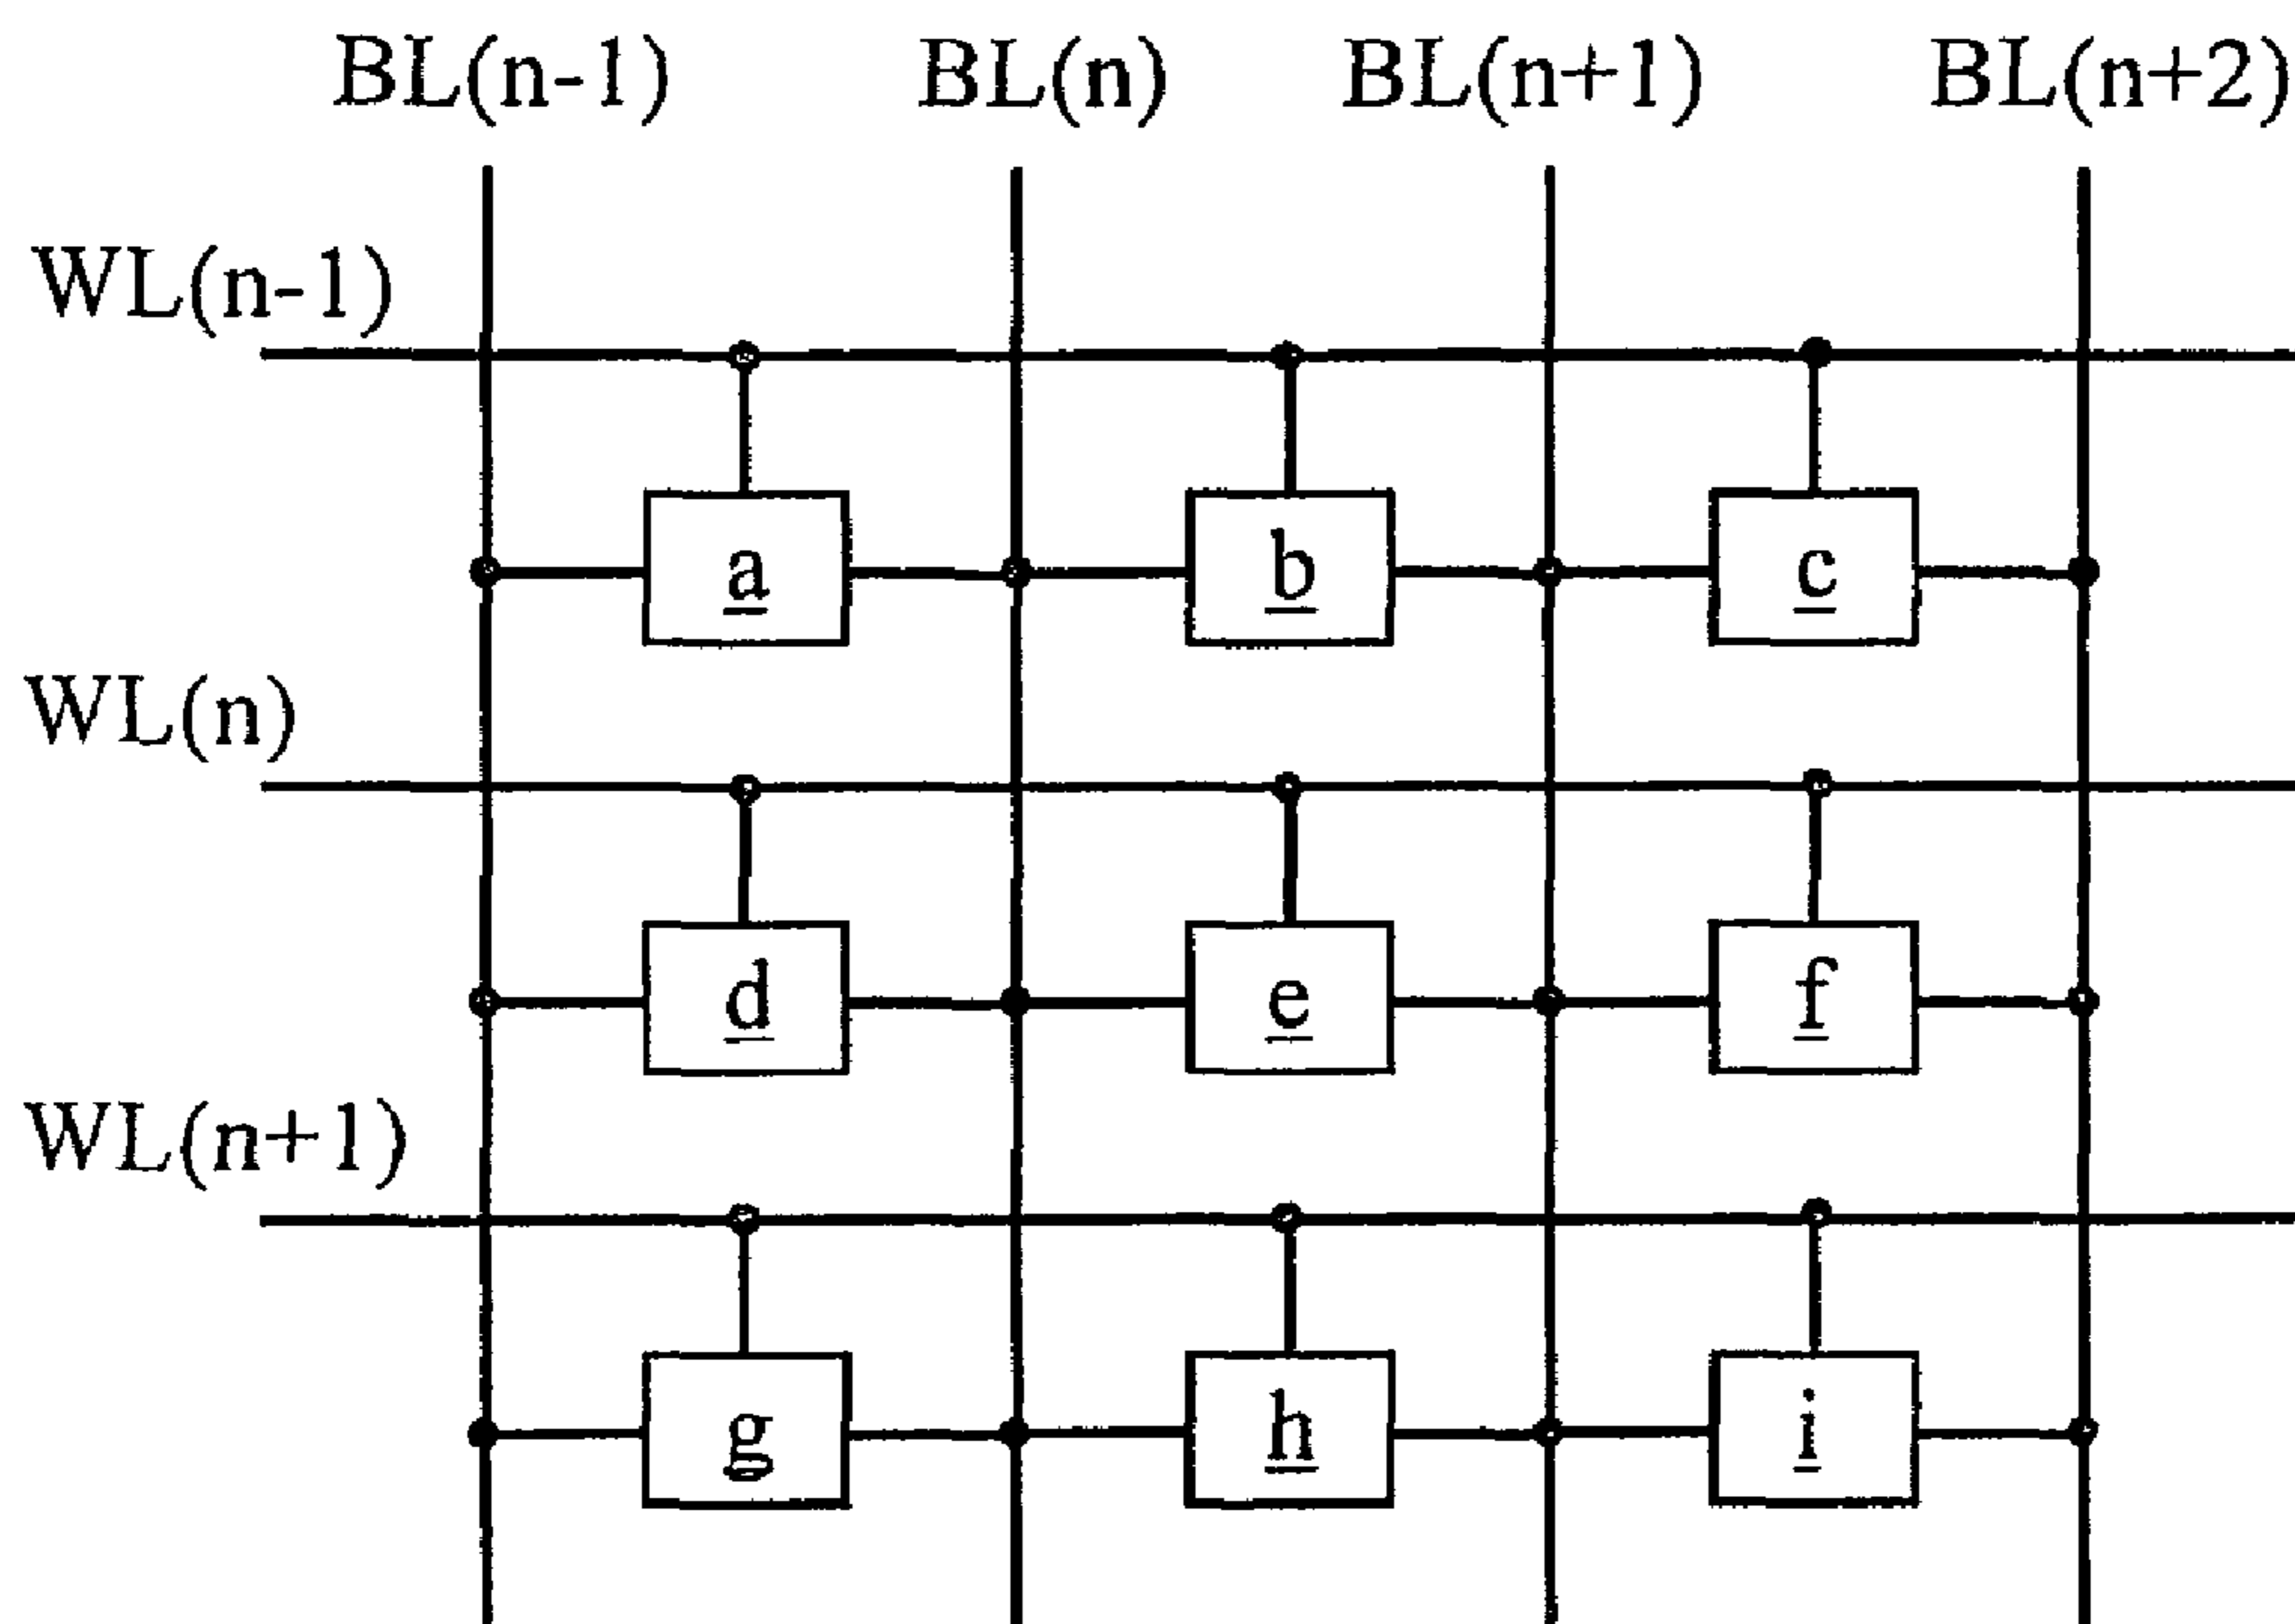 BL(n-1) BL(n) BL(n+1) BL(n+2)
WL(n-1)
a b c
WL(n)
d e f
WL(n+1)
g h i